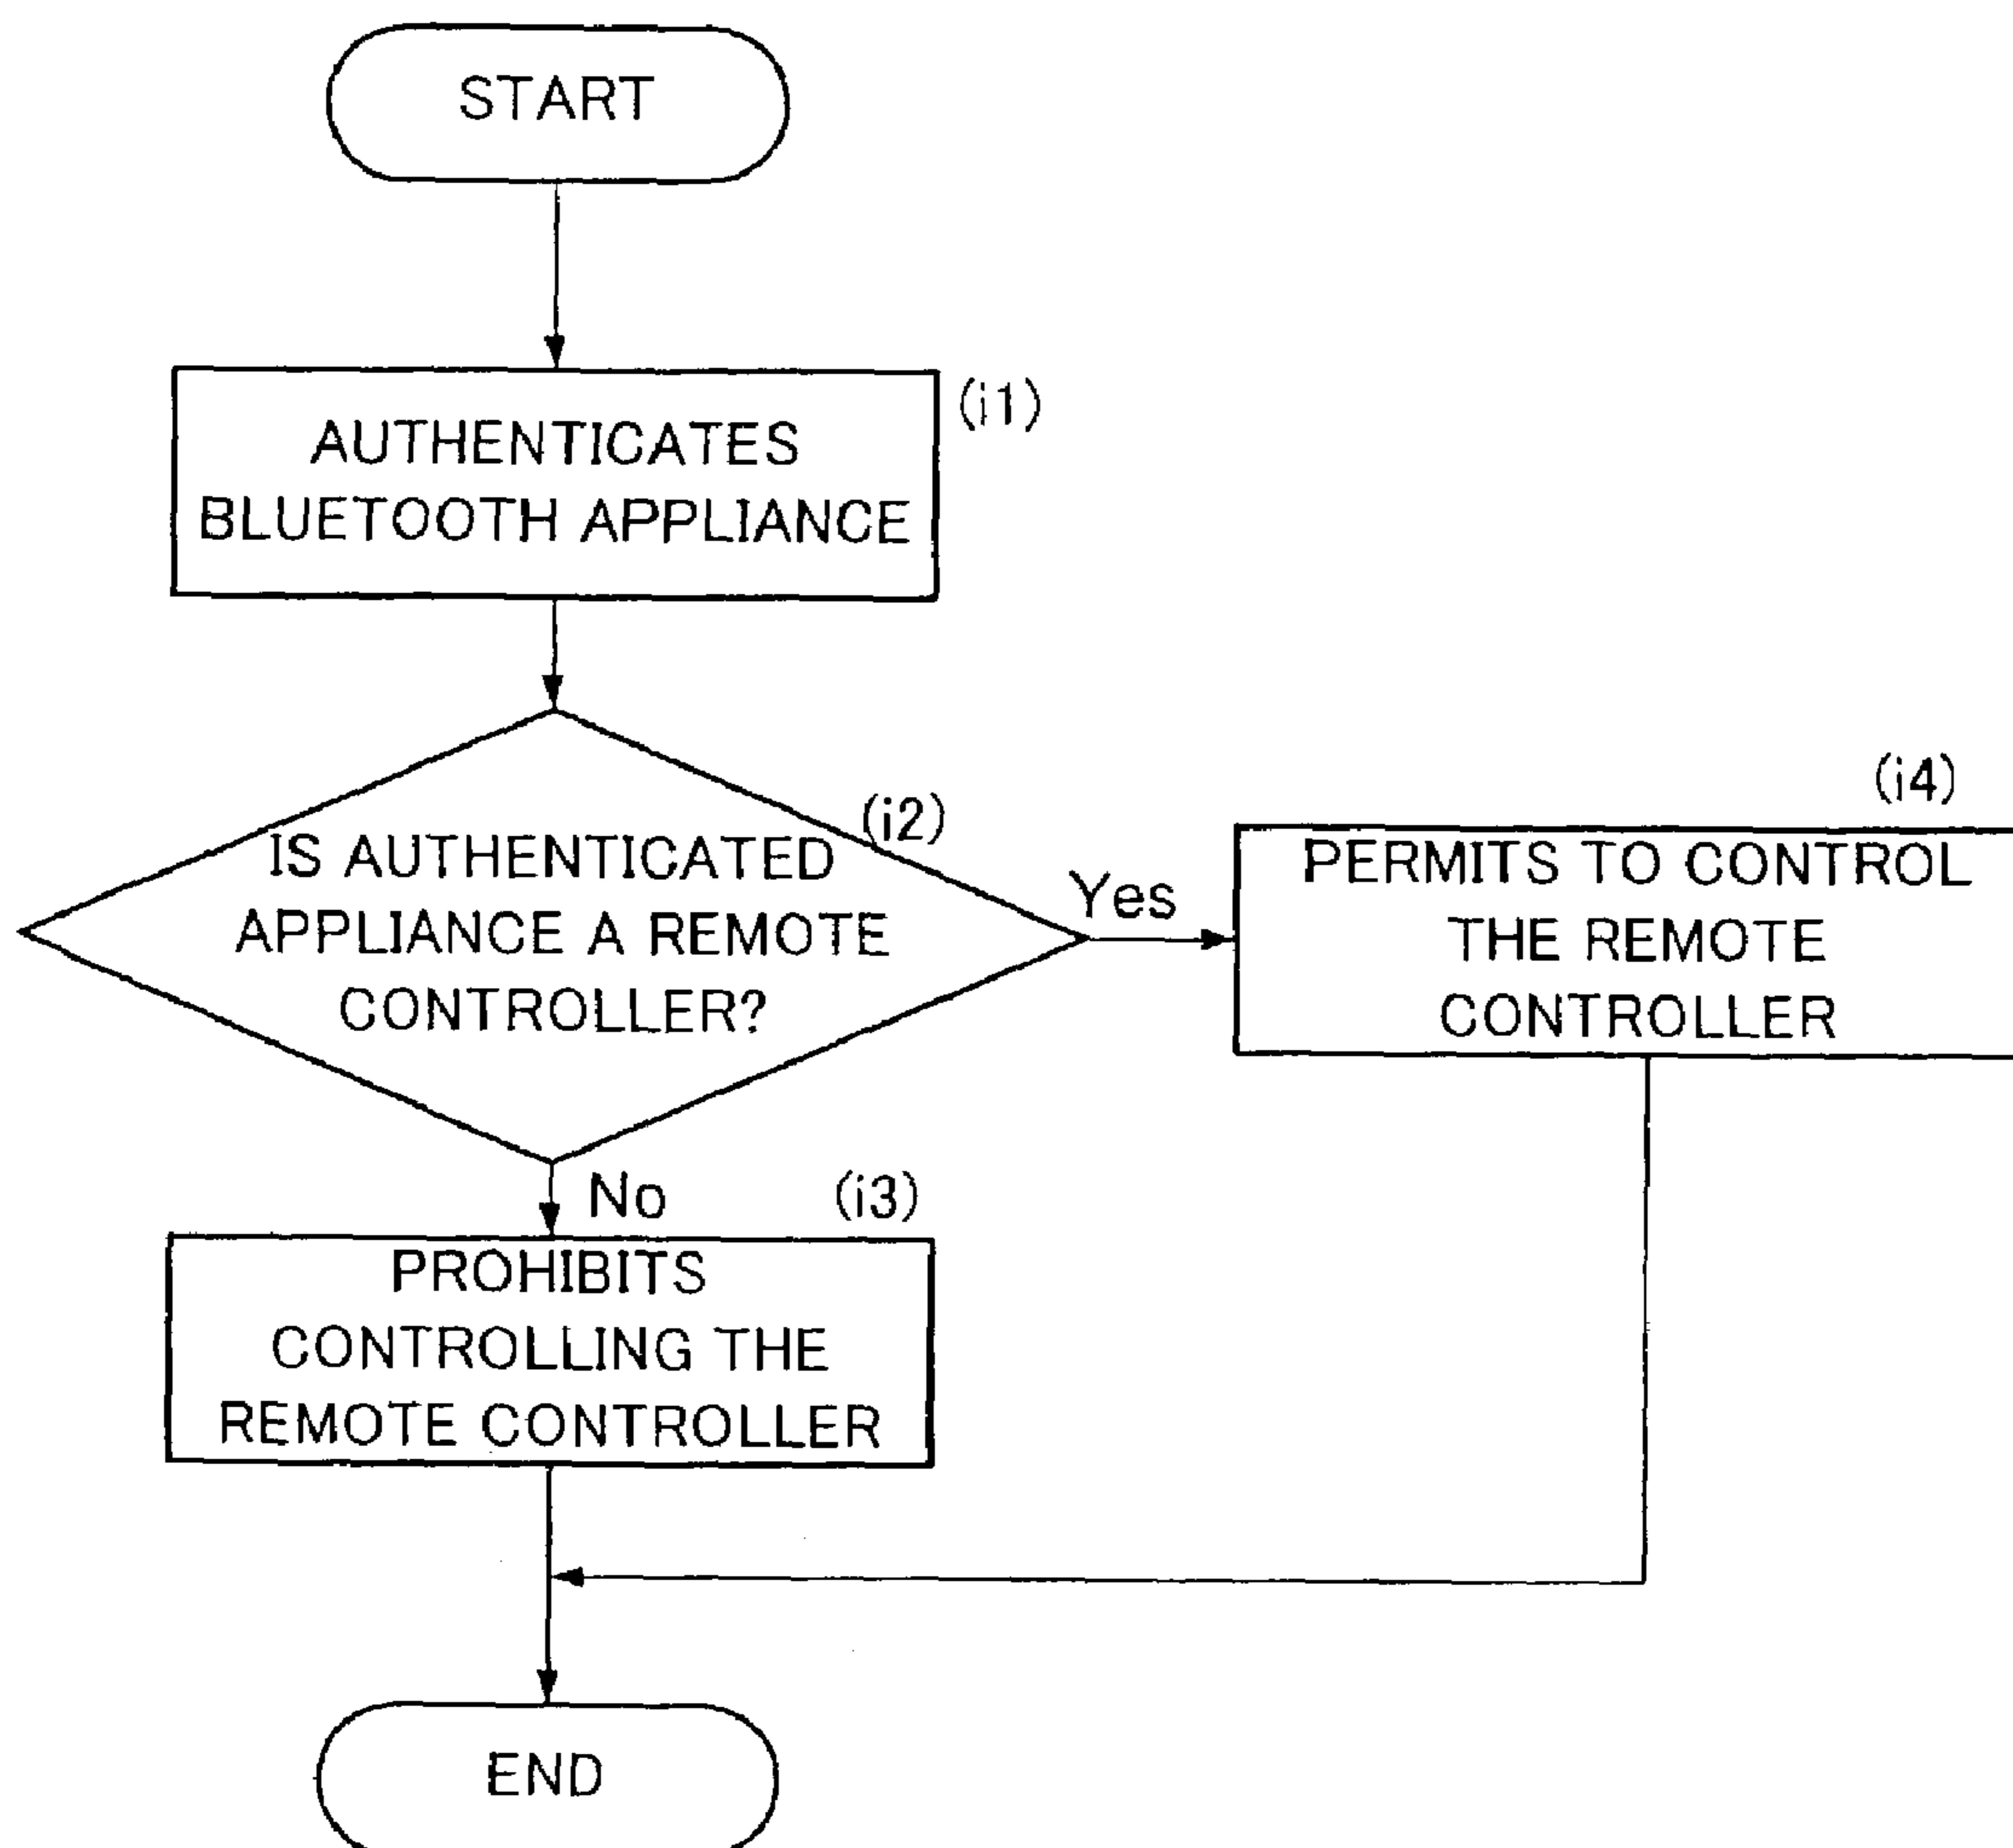 START
(i1)
AUTHENTICATES
BLUETOOTH APPLIANCE
(i2)
IS AUTHENTICATED
APPLIANCE A REMOTE
CONTROLLER?
Yes
(i4)
PERMITS TO CONTROL
THE REMOTE
CONTROLLER
No
(i3)
PROHIBITS
CONTROLLING THE
REMOTE CONTROLLER
END